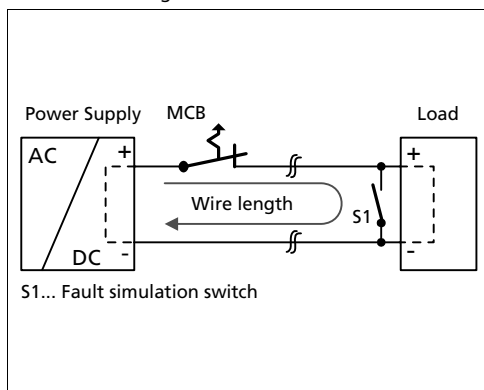 Power Supply MCB Load
AC + +
Wire length
S1
DC - -
S1... Fault simulation switch